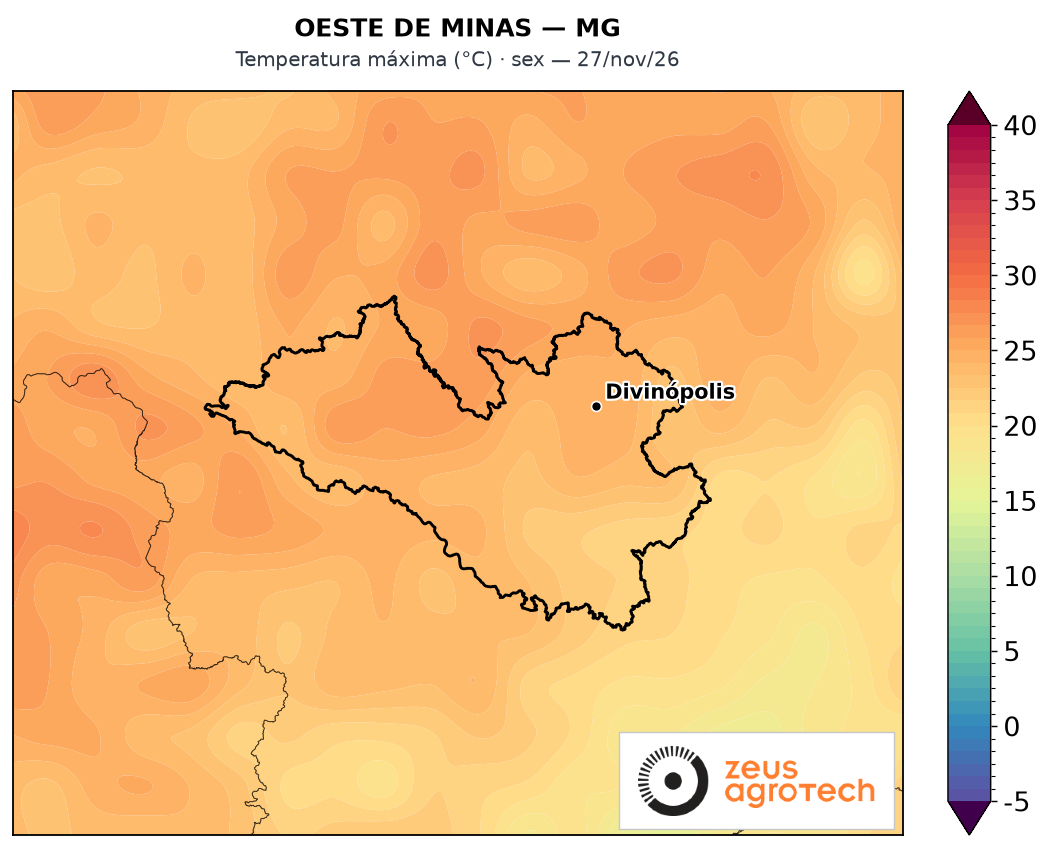 OESTE DE MINAS — MG
Temperatura máxima (°C) · sex — 27/nov/26
Divinópolis
40
35
30
25
20
15
10
5
0
-5
zeus
agrotech